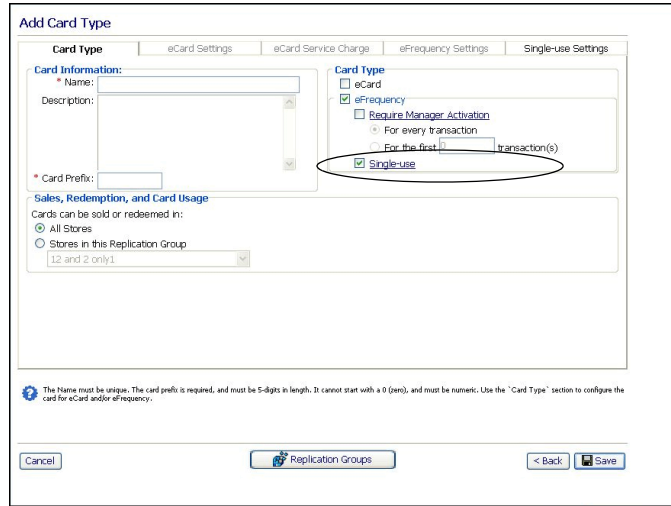 Add Card Type
Card Type
eCard Settings
eCard Service Charge
eFrequency Settings
Single-use Settings
Card Information:
* Name:
Description:
* Card Prefix:
Card Type
eCard
eFrequency
Require Manager Activation
For every transaction
For the first 0 transaction(s)
Single-use
Sales, Redemption, and Card Usage
Cards can be sold or redeemed in:
All Stores
Stores in this Replication Group
12 and 2 only1
The Name must be unique. The card prefix is required, and must be 5-digits in length. It cannot start with a 0 (zero), and must be numeric. Use the `Card Type` section to configure the
card for eCard and/or eFrequency.
Cancel
Replication Groups
< Back
Save